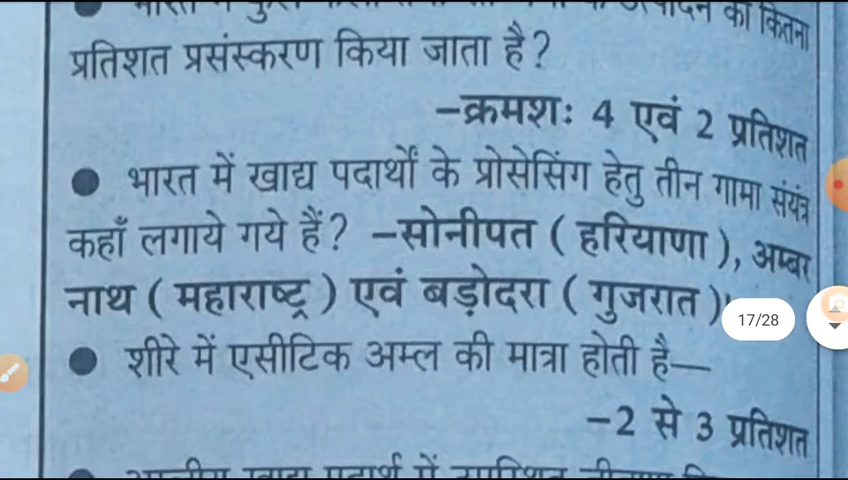 प्रतिशत प्रसंस्करण किया जाता है?
–क्रमशः 4 एवं 2 प्रतिशत
● भारत में खाद्य पदार्थों के प्रोसेसिंग हेतु तीन गामा संयंत्र
कहाँ लगाये गये हैं? –सोनीपत ( हरियाणा ), अम्बर
नाथ ( महाराष्ट्र ) एवं बड़ोदरा ( गुजरात )
17/28
● शीरे में एसीटिक अम्ल की मात्रा होती है—
–2 से 3 प्रतिशत